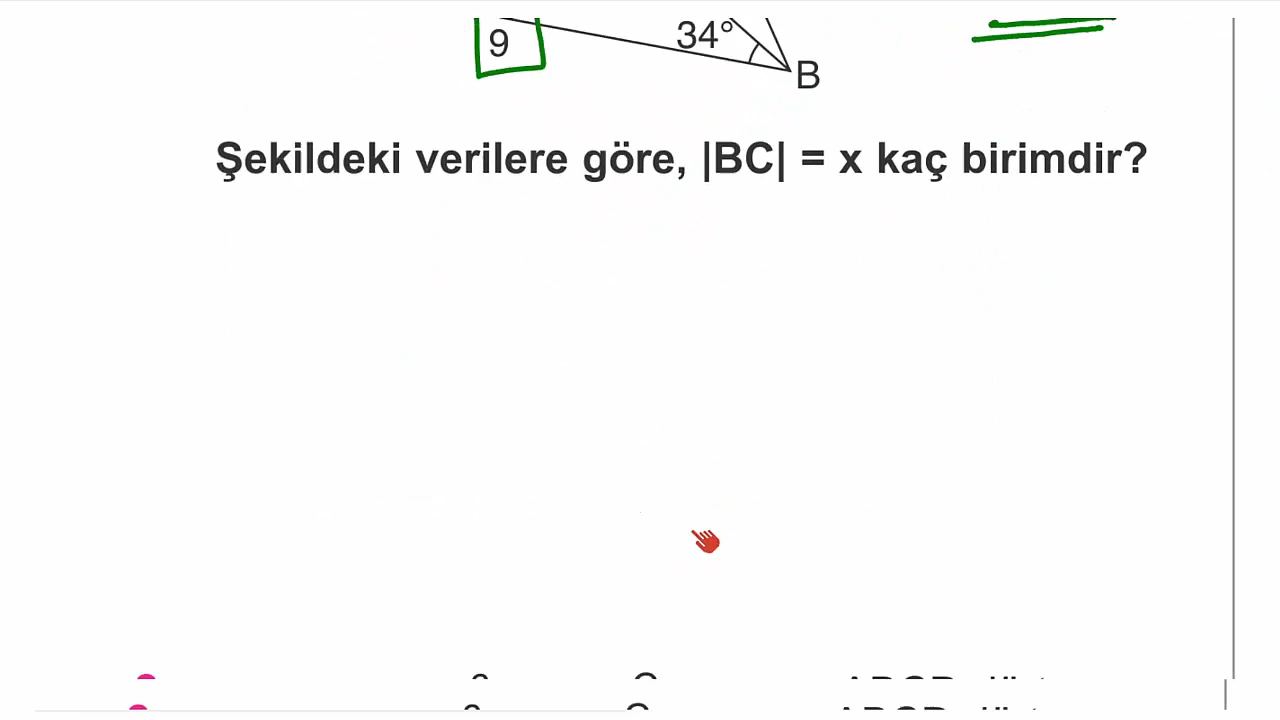 9
34°
B
Şekildeki verilere göre, |BC| = x kaç birimdir?